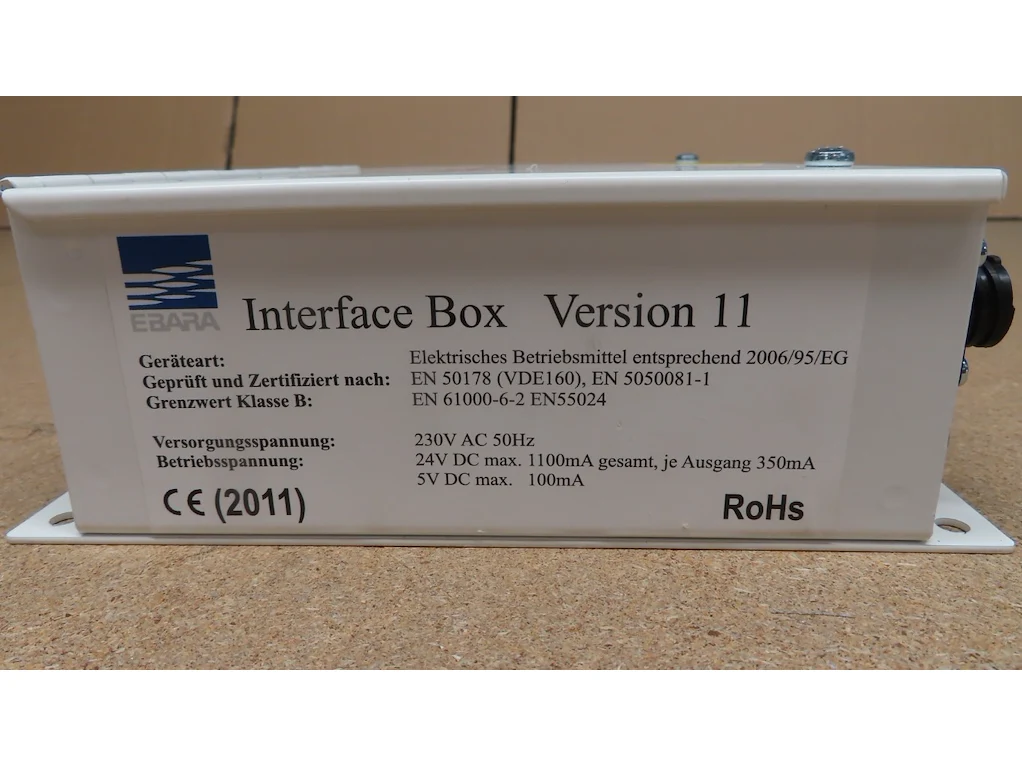 EBARA
Interface Box Version 11
Geräteart: Elektrisches Betriebsmittel entsprechend 2006/95/EG
Geprüft und Zertifiziert nach: EN 50178 (VDE160), EN 5050081-1
Grenzwert Klasse B: EN 61000-6-2 EN55024
Versorgungsspannung: 230V AC 50Hz
Betriebsspannung: 24V DC max. 1100mA gesamt, je Ausgang 350mA
5V DC max. 100mA
CE (2011) RoHs